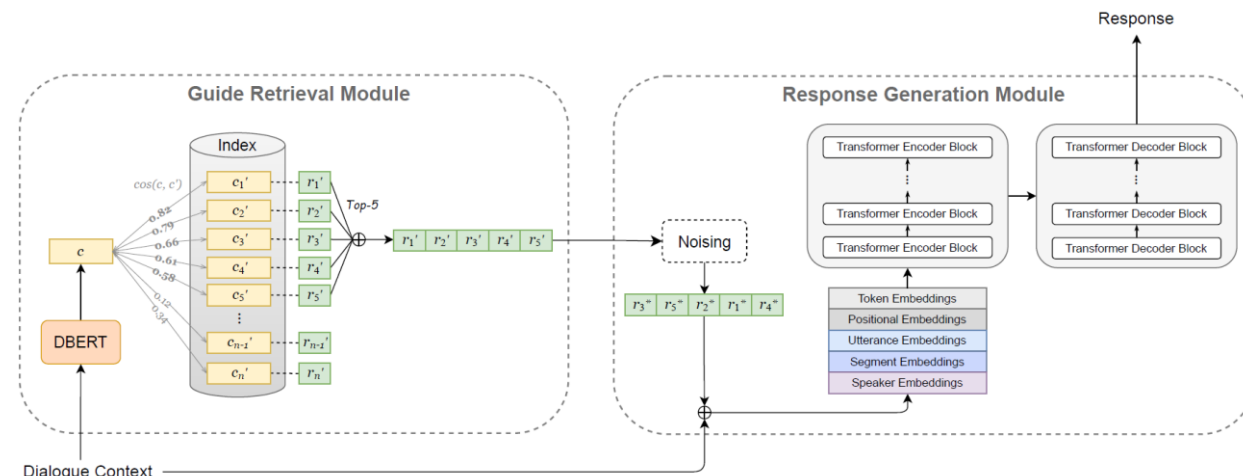 Response
Guide Retrieval Module
Response Generation Module
Index
cos(c, c')
0.82
0.79
0.66
0.61
0.58
0.12
0.34
c
DBERT
c₁'
c₂'
c₃'
c₄'
c₅'
⋮
cₙ₋₁'
cₙ'
r₁'
r₂'
r₃'
r₄'
r₅'
rₙ₋₁'
rₙ'
Top-5
r₁' r₂' r₃' r₄' r₅'
Noising
r₃* r₅* r₂* r₁* r₄*
Transformer Encoder Block
Transformer Encoder Block
Transformer Encoder Block
Transformer Decoder Block
Transformer Decoder Block
Transformer Decoder Block
Token Embeddings
Positional Embeddings
Utterance Embeddings
Segment Embeddings
Speaker Embeddings
Dialogue Context